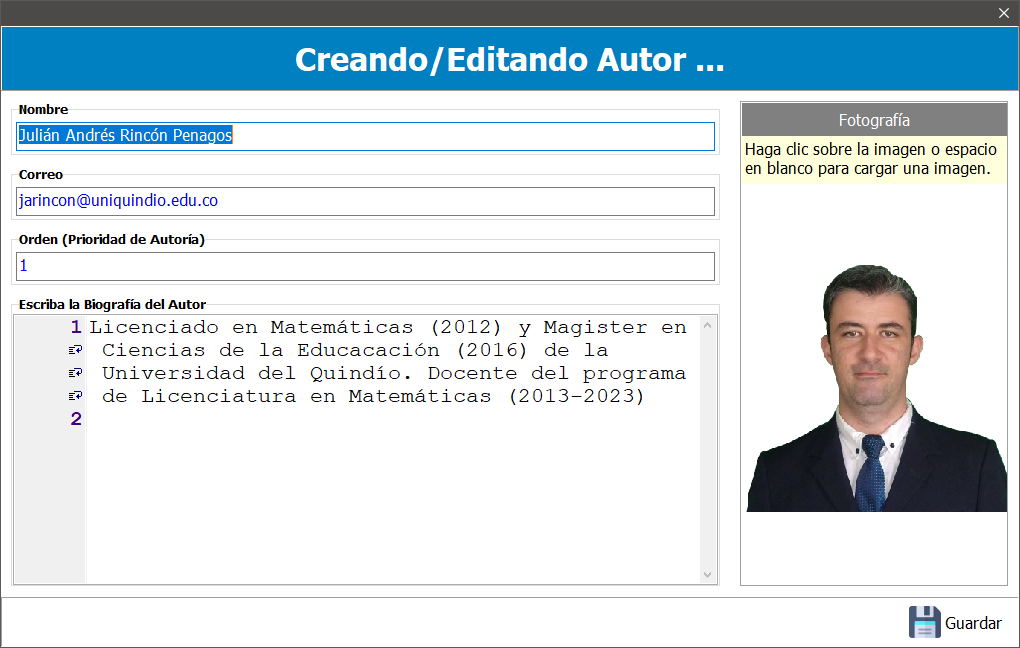 Creando/Editando Autor ...
Nombre
Julián Andrés Rincón Penagos
Correo
jarincon@uniquindio.edu.co
Orden (Prioridad de Autoría)
1
Escriba la Biografía del Autor
1 Licenciado en Matemáticas (2012) y Magister en
Ciencias de la Educacación (2016) de la
Universidad del Quindío. Docente del programa
de Licenciatura en Matemáticas (2013-2023)
2
Fotografía
Haga clic sobre la imagen o espacio
en blanco para cargar una imagen.
Guardar